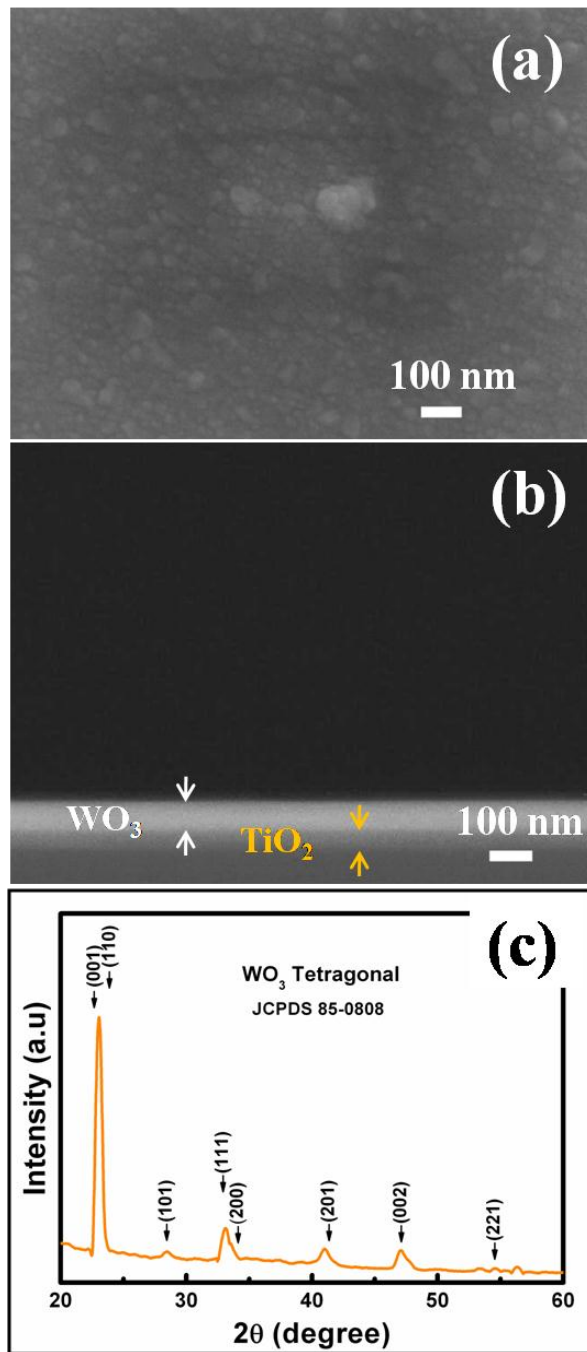 (a)
100 nm
(b)
WO₃
TiO₂
100 nm
(c)
(001)
(110)
WO₃ Tetragonal
JCPDS 85-0808
Intensity (a.u)
(101)
(111)
(200)
(201)
(002)
(221)
20 30 40 50 60
2θ (degree)